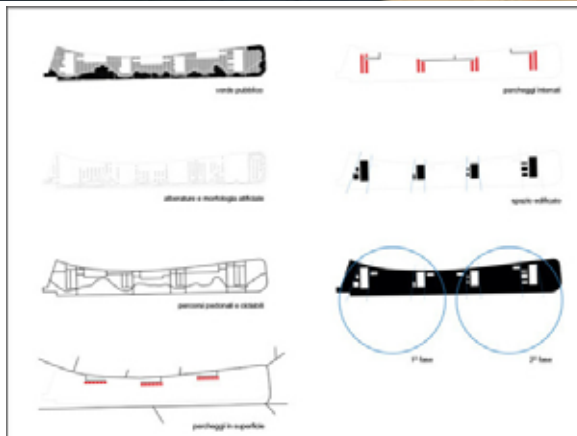 verde pubblico
alberature e morfologia artificiale
percorsi pedonali e ciclabili
parcheggi in superficie
parcheggi interrati
spazio edificato
1° fase
2° fase